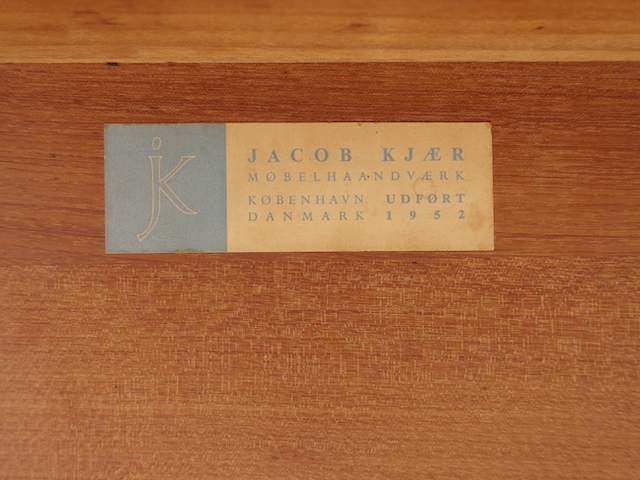 jK
JACOB KJÆR
MØBELHAANDVÆRK
KØBENHAVN UDFØRT
DANMARK 1952